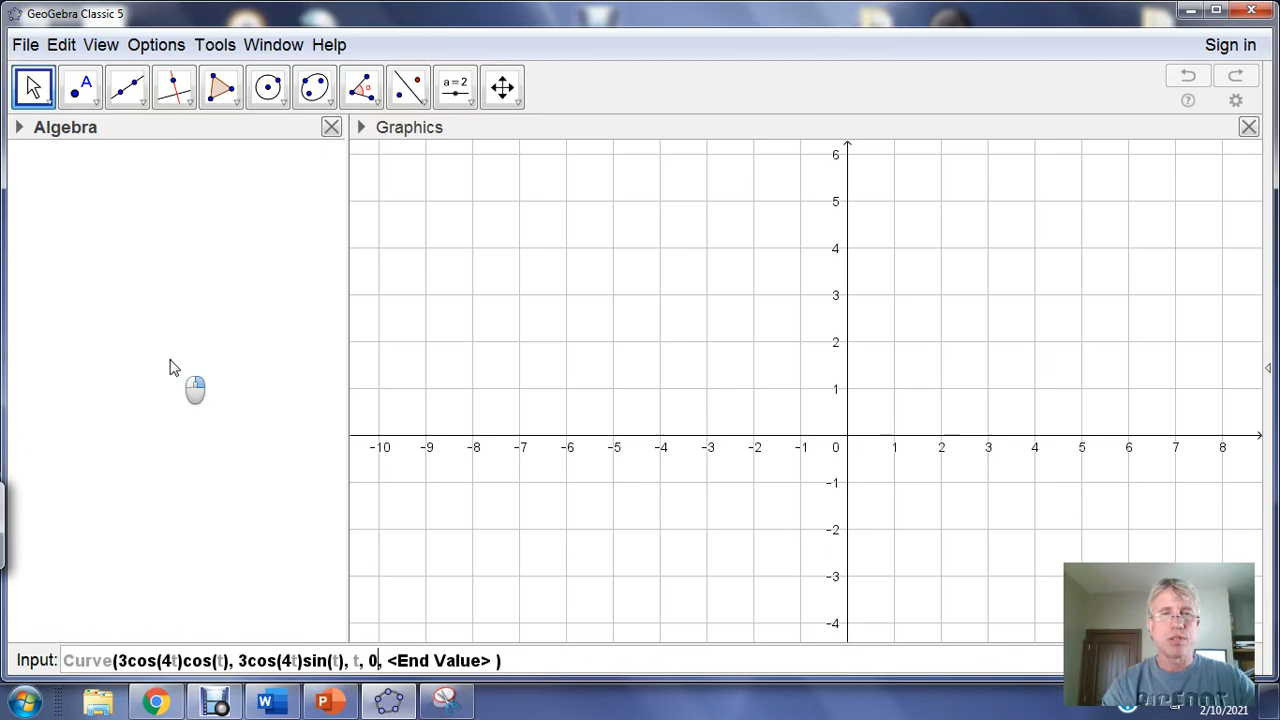 GeoGebra Classic 5
File Edit View Options Tools Window Help Sign in
A α a=2
Algebra Graphics
6
5
4
3
2
1
-10 -9 -8 -7 -6 -5 -4 -3 -2 -1 0 1 2 3 4 5 6 7 8
-1
-2
-3
-4
Input: Curve(3cos(4t)cos(t), 3cos(4t)sin(t), t, 0, <End Value> )
2/10/2021